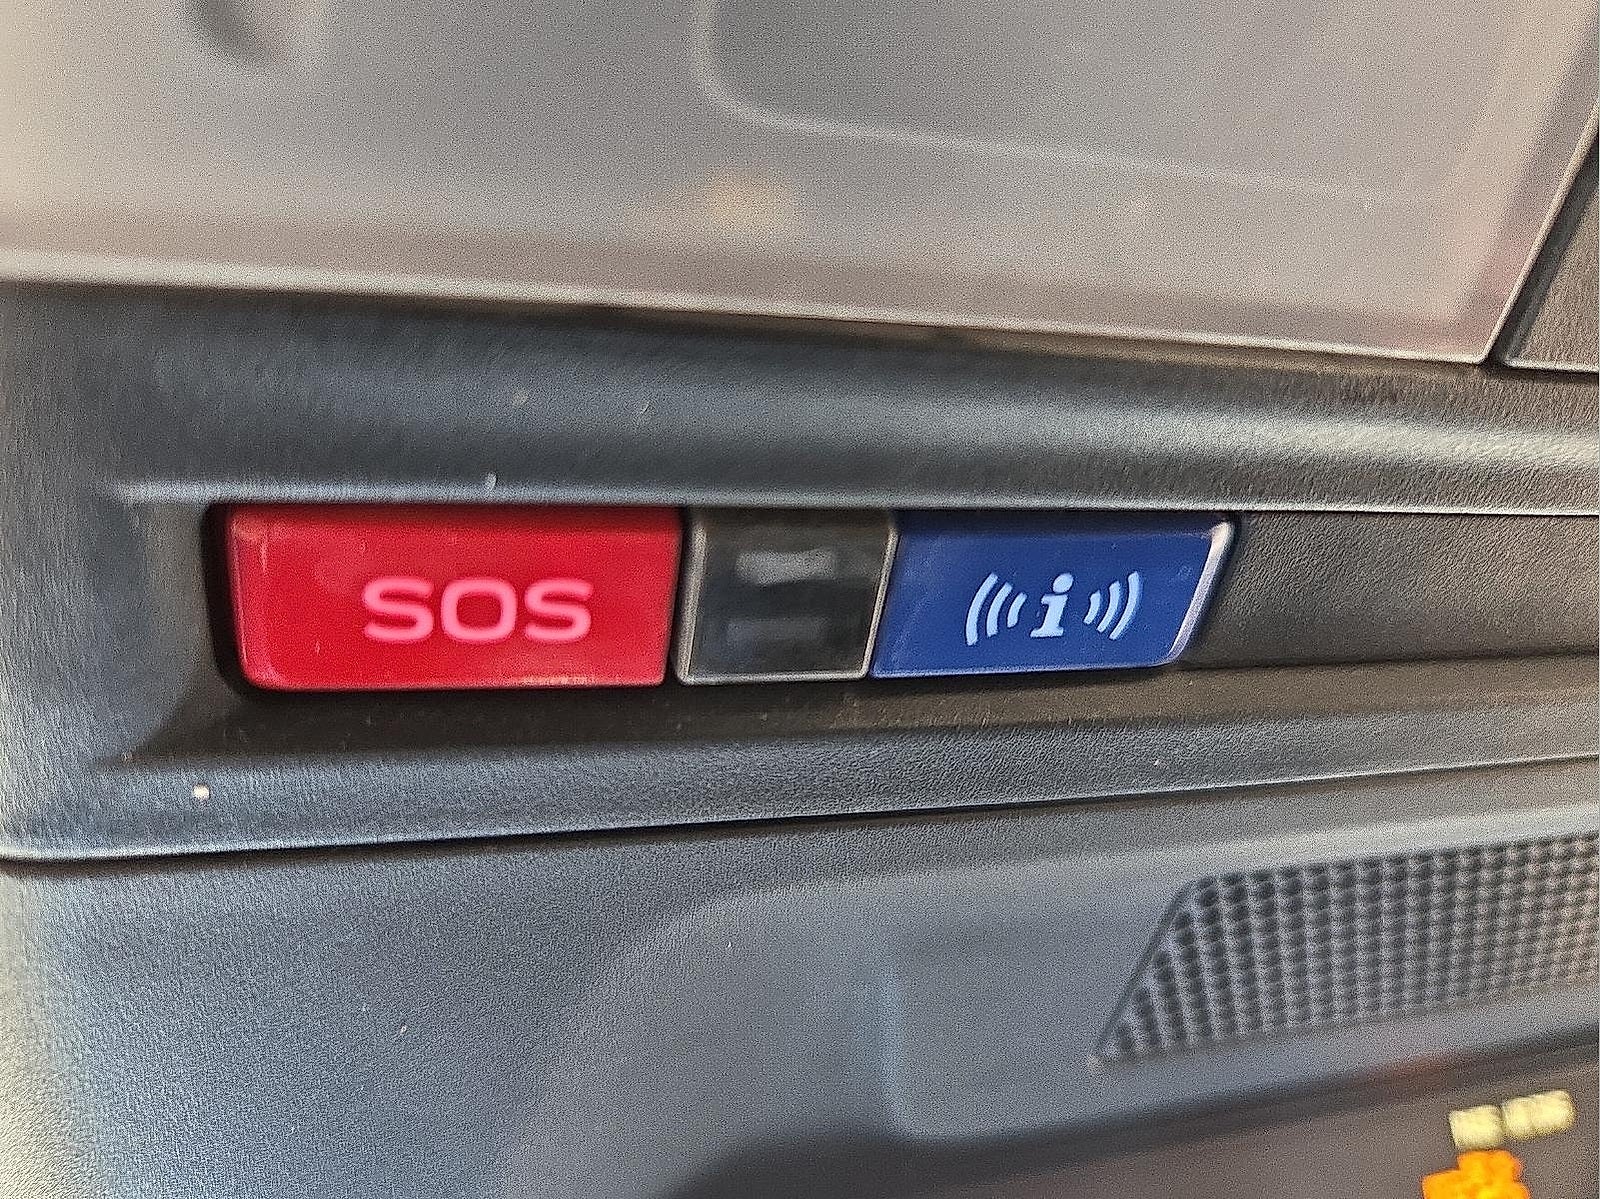 SOS
((( i )))